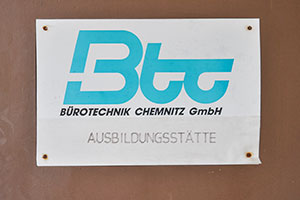 Btc
BÜROTECHNIK CHEMNITZ GmbH
AUSBILDUNGSSTÄTTE